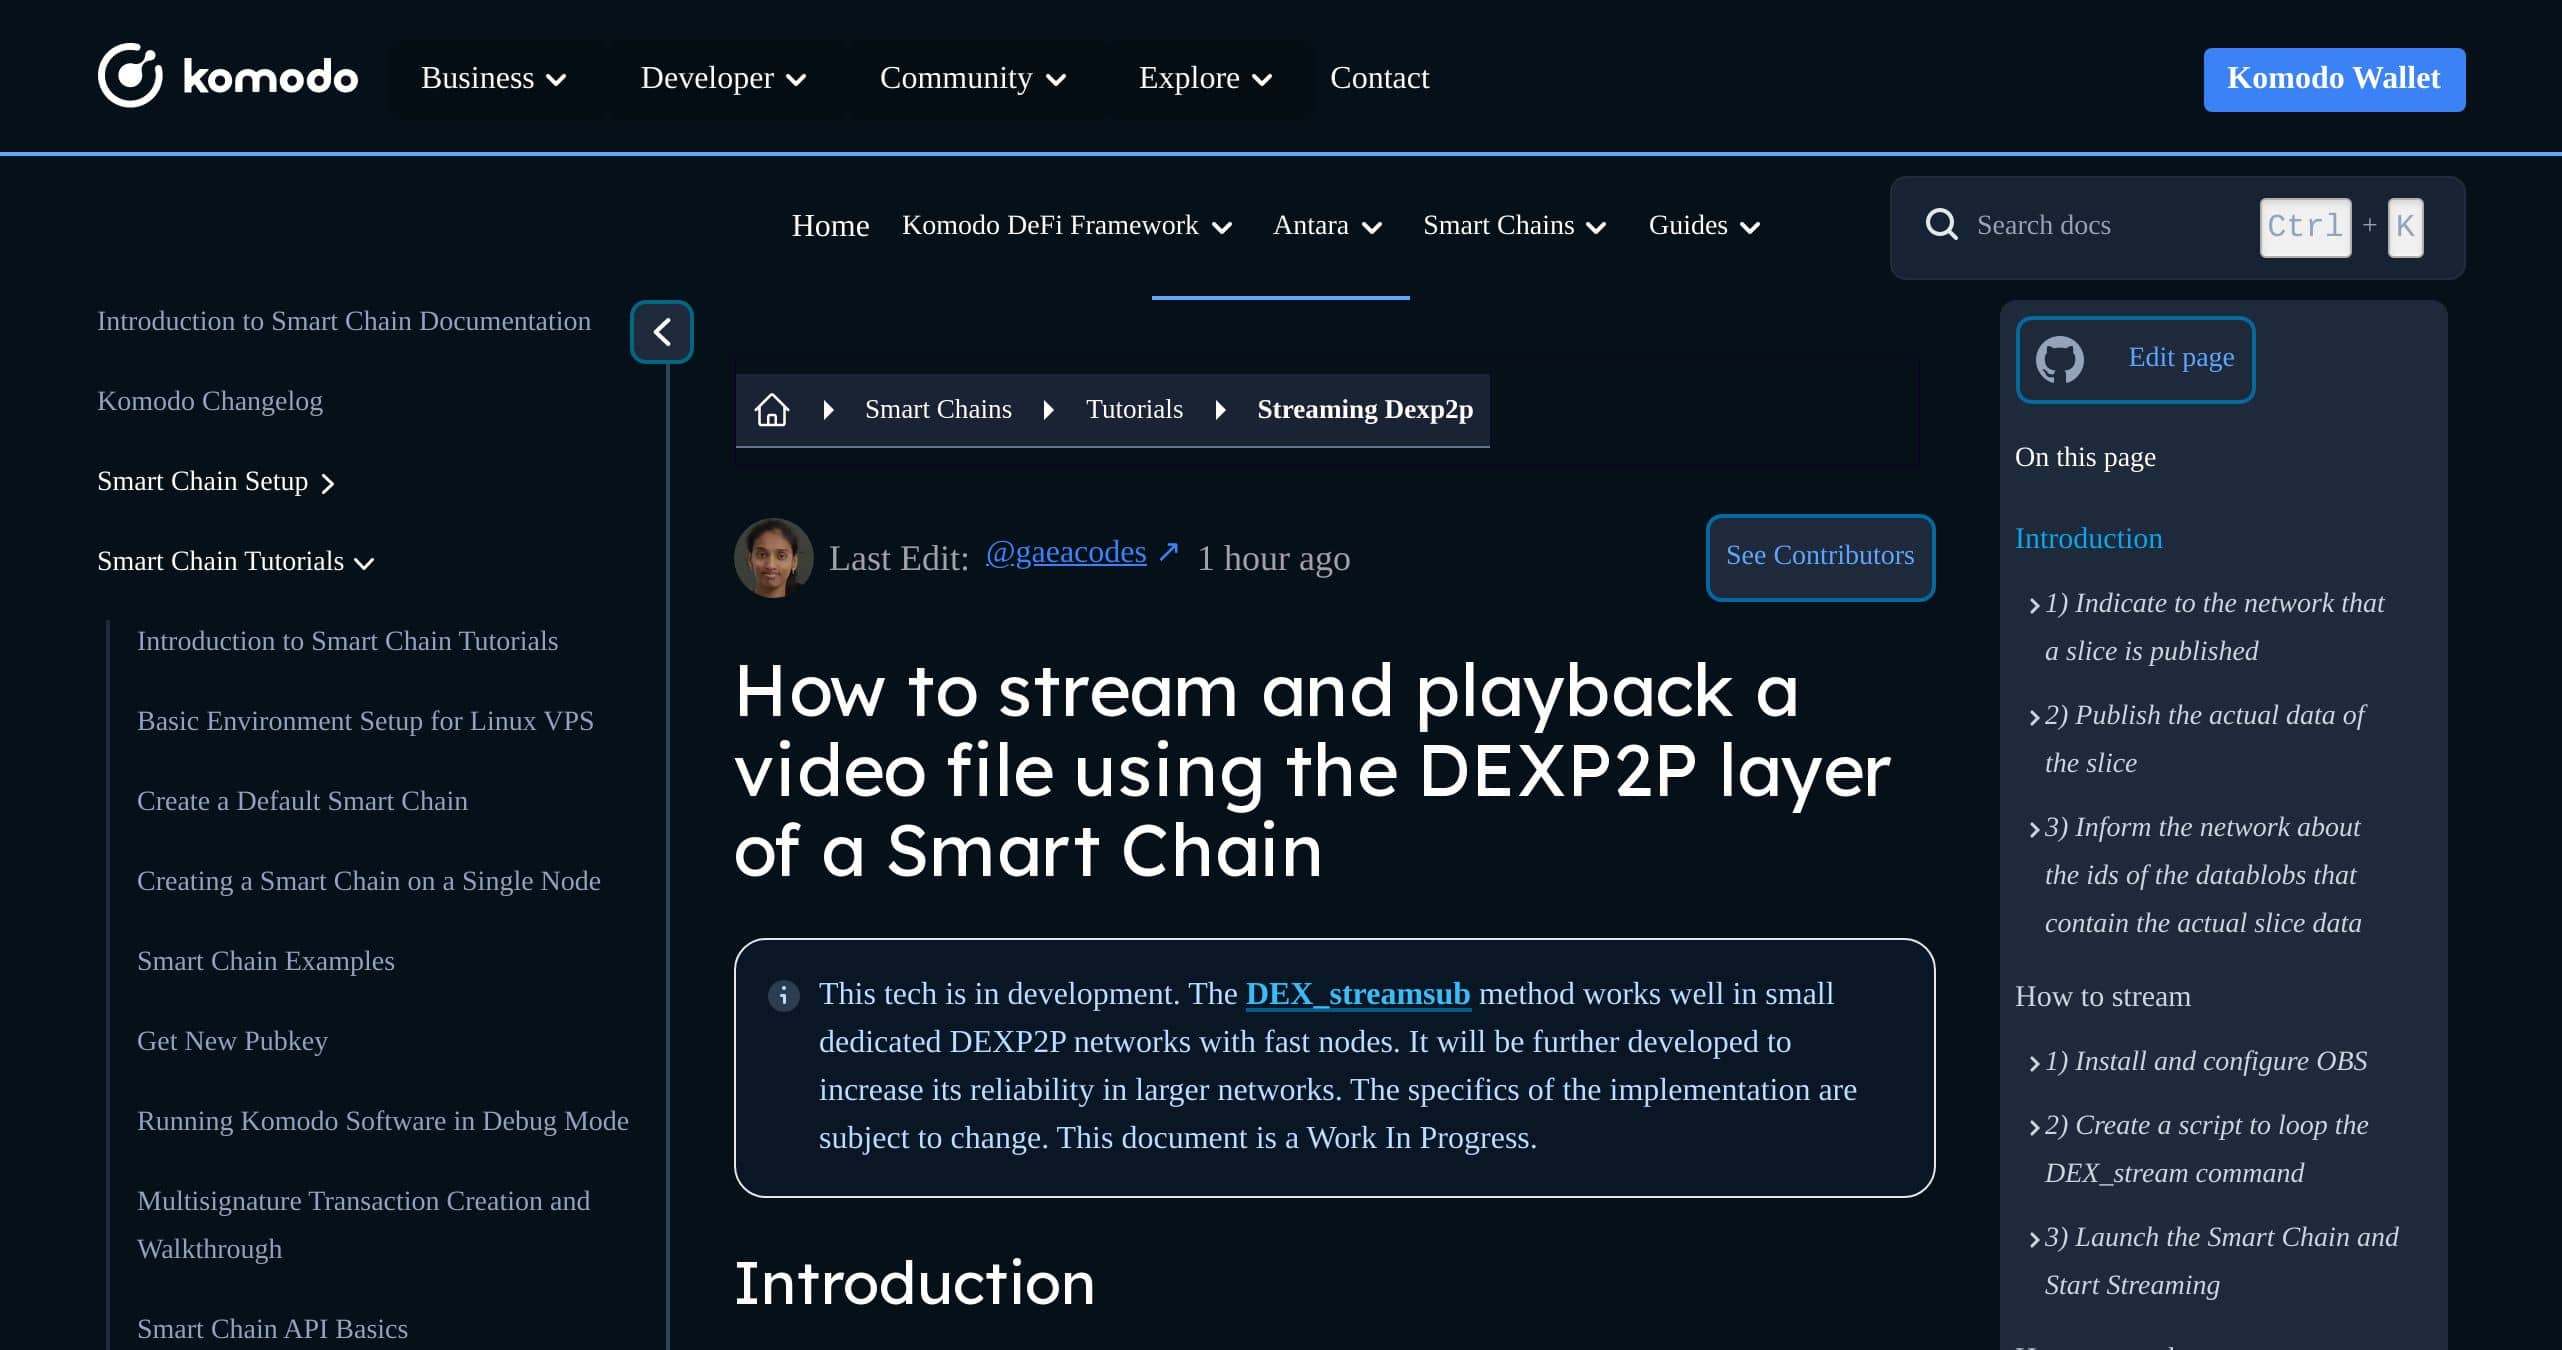 komodo
Business
Developer
Community
Explore
Contact
Komodo Wallet
Home
Komodo DeFi Framework
Antara
Smart Chains
Guides
Search docs
Ctrl + K
Introduction to Smart Chain Documentation
Komodo Changelog
Smart Chain Setup
Smart Chain Tutorials
Introduction to Smart Chain Tutorials
Basic Environment Setup for Linux VPS
Create a Default Smart Chain
Creating a Smart Chain on a Single Node
Smart Chain Examples
Get New Pubkey
Running Komodo Software in Debug Mode
Multisignature Transaction Creation and
Walkthrough
Smart Chain API Basics
Smart Chains
Tutorials
Streaming Dexp2p
Last Edit: @gaeacodes ↗ 1 hour ago
See Contributors
How to stream and playback a
video file using the DEXP2P layer
of a Smart Chain
This tech is in development. The DEX_streamsub method works well in small
dedicated DEXP2P networks with fast nodes. It will be further developed to
increase its reliability in larger networks. The specifics of the implementation are
subject to change. This document is a Work In Progress.
Introduction
Edit page
On this page
Introduction
1) Indicate to the network that
a slice is published
2) Publish the actual data of
the slice
3) Inform the network about
the ids of the datablobs that
contain the actual slice data
How to stream
1) Install and configure OBS
2) Create a script to loop the
DEX_stream command
3) Launch the Smart Chain and
Start Streaming